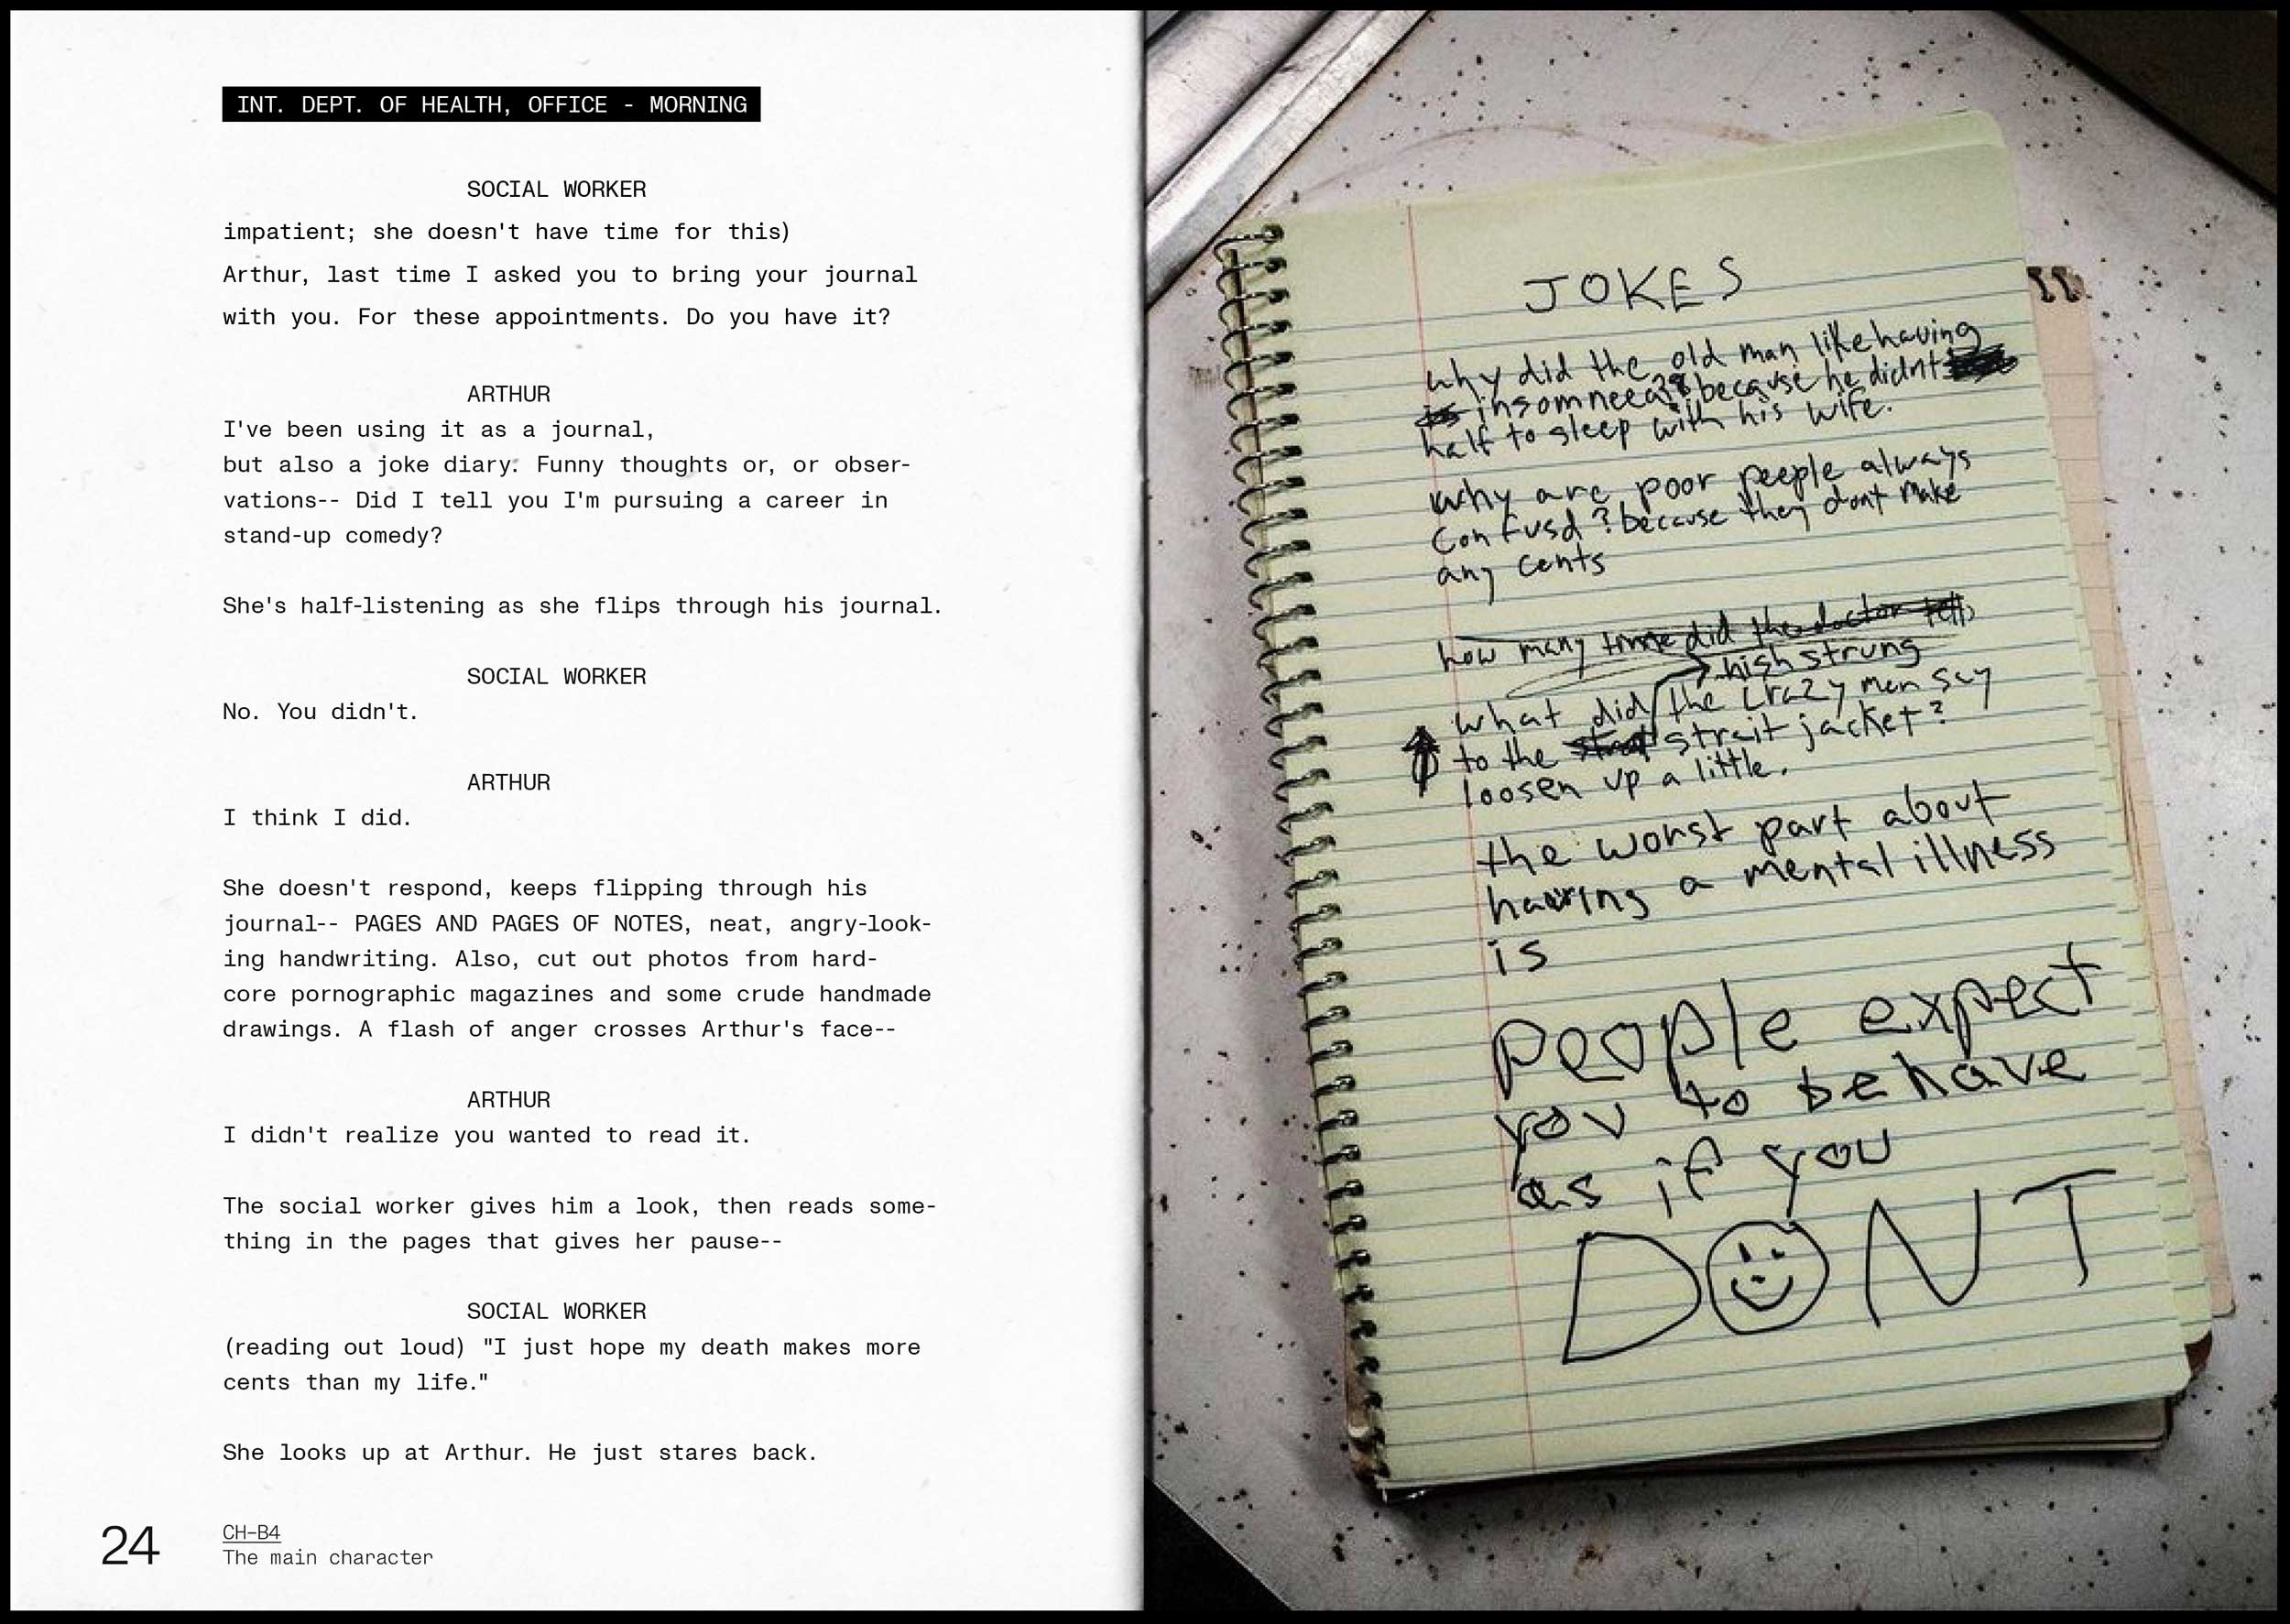 INT. DEPT. OF HEALTH, OFFICE - MORNING
SOCIAL WORKER
impatient; she doesn't have time for this)
Arthur, last time I asked you to bring your journal
with you. For these appointments. Do you have it?
ARTHUR
I've been using it as a journal,
but also a joke diary. Funny thoughts or, or obser-
vations-- Did I tell you I'm pursuing a career in
stand-up comedy?
She's half-listening as she flips through his journal.
SOCIAL WORKER
No. You didn't.
ARTHUR
I think I did.
She doesn't respond, keeps flipping through his
journal-- PAGES AND PAGES OF NOTES, neat, angry-look-
ing handwriting. Also, cut out photos from hard-
core pornographic magazines and some crude handmade
drawings. A flash of anger crosses Arthur's face--
ARTHUR
I didn't realize you wanted to read it.
The social worker gives him a look, then reads some-
thing in the pages that gives her pause--
SOCIAL WORKER
(reading out loud) "I just hope my death makes more
cents than my life."
She looks up at Arthur. He just stares back.
24
CH-B4
The main character
JOKES
why did the old man like having
insomneea? because he didnt
half to sleep with his wife.
why are poor peeple always
confusd? because they dont make
any cents
how many time did the doctor tell
high strung
what did the crazy man say
to the strait jacket?
loosen up a little.
the worst part about
having a mental illness
is
people expect
you to behave
as if you
DONT